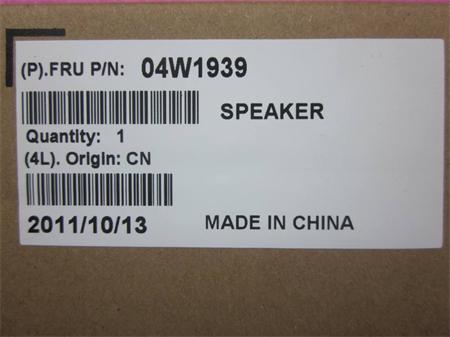 (P).FRU P/N: 04W1939
SPEAKER
Quantity: 1
(4L). Origin: CN
2011/10/13 MADE IN CHINA